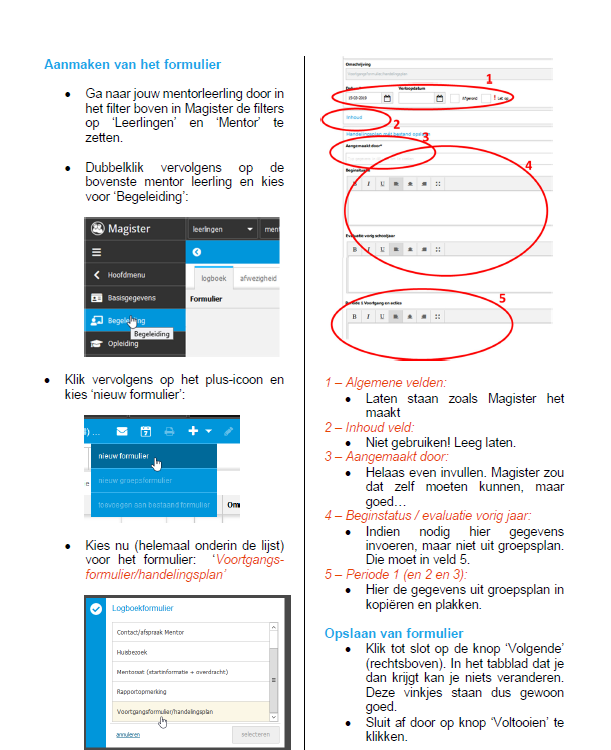 Aanmaken van het formulier
• Ga naar jouw mentorleerling door in
het filter boven in Magister de filters
op ‘Leerlingen’ en ‘Mentor’ te
zetten.
• Dubbelklik vervolgens op de
bovenste mentor leerling en kies
voor ‘Begeleiding’:
Magister
leerlingen
Hoofdmenu
Basisgegevens
Begeleiding
Begeleiding
Opleiding
logboek
afwezigheid
Formulier
• Klik vervolgens op het plus-icoon en
kies ‘nieuw formulier’:
nieuw formulier
nieuw groepsformulier
toevoegen aan bestaand formulier
• Kies nu (helemaal onderin de lijst)
voor het formulier: ‘Voortgangs-
formulier/handelingsplan’
Logboekformulier
Contact/afspraak Mentor
Huisbezoek
Mentorsat (startinformatie + overdracht)
Rapportopmerking
Voortgangsformulier/handelingsplan
annuleren
selecteren
Omschrijving
Voortgangsformulier/handelingsplan
1
Verloopdatum
Afgerond
! Let op
Inhoud
2
3
Aangemaakt door*
4
B I U
Evaluatie vorig schooljaar
B I U
5
Periode 1 Voortgang en acties
B I U
1 – Algemene velden:
• Laten staan zoals Magister het
maakt
2 – Inhoud veld:
• Niet gebruiken! Leeg laten.
3 – Aangemaakt door:
• Helaas even invullen. Magister zou
dat zelf moeten kunnen, maar
goed…
4 – Beginstatus / evaluatie vorig jaar:
• Indien nodig hier gegevens
invoeren, maar niet uit groepsplan.
Die moet in veld 5.
5 – Periode 1 (en 2 en 3):
• Hier de gegevens uit groepsplan in
kopiëren en plakken.
Opslaan van formulier
• Klik tot slot op de knop ‘Volgende’
(rechtsboven). In het tabblad dat je
dan krijgt kan je niets veranderen.
Deze vinkjes staan dus gewoon
goed.
• Sluit af door op knop ‘Voltooien’ te
klikken.